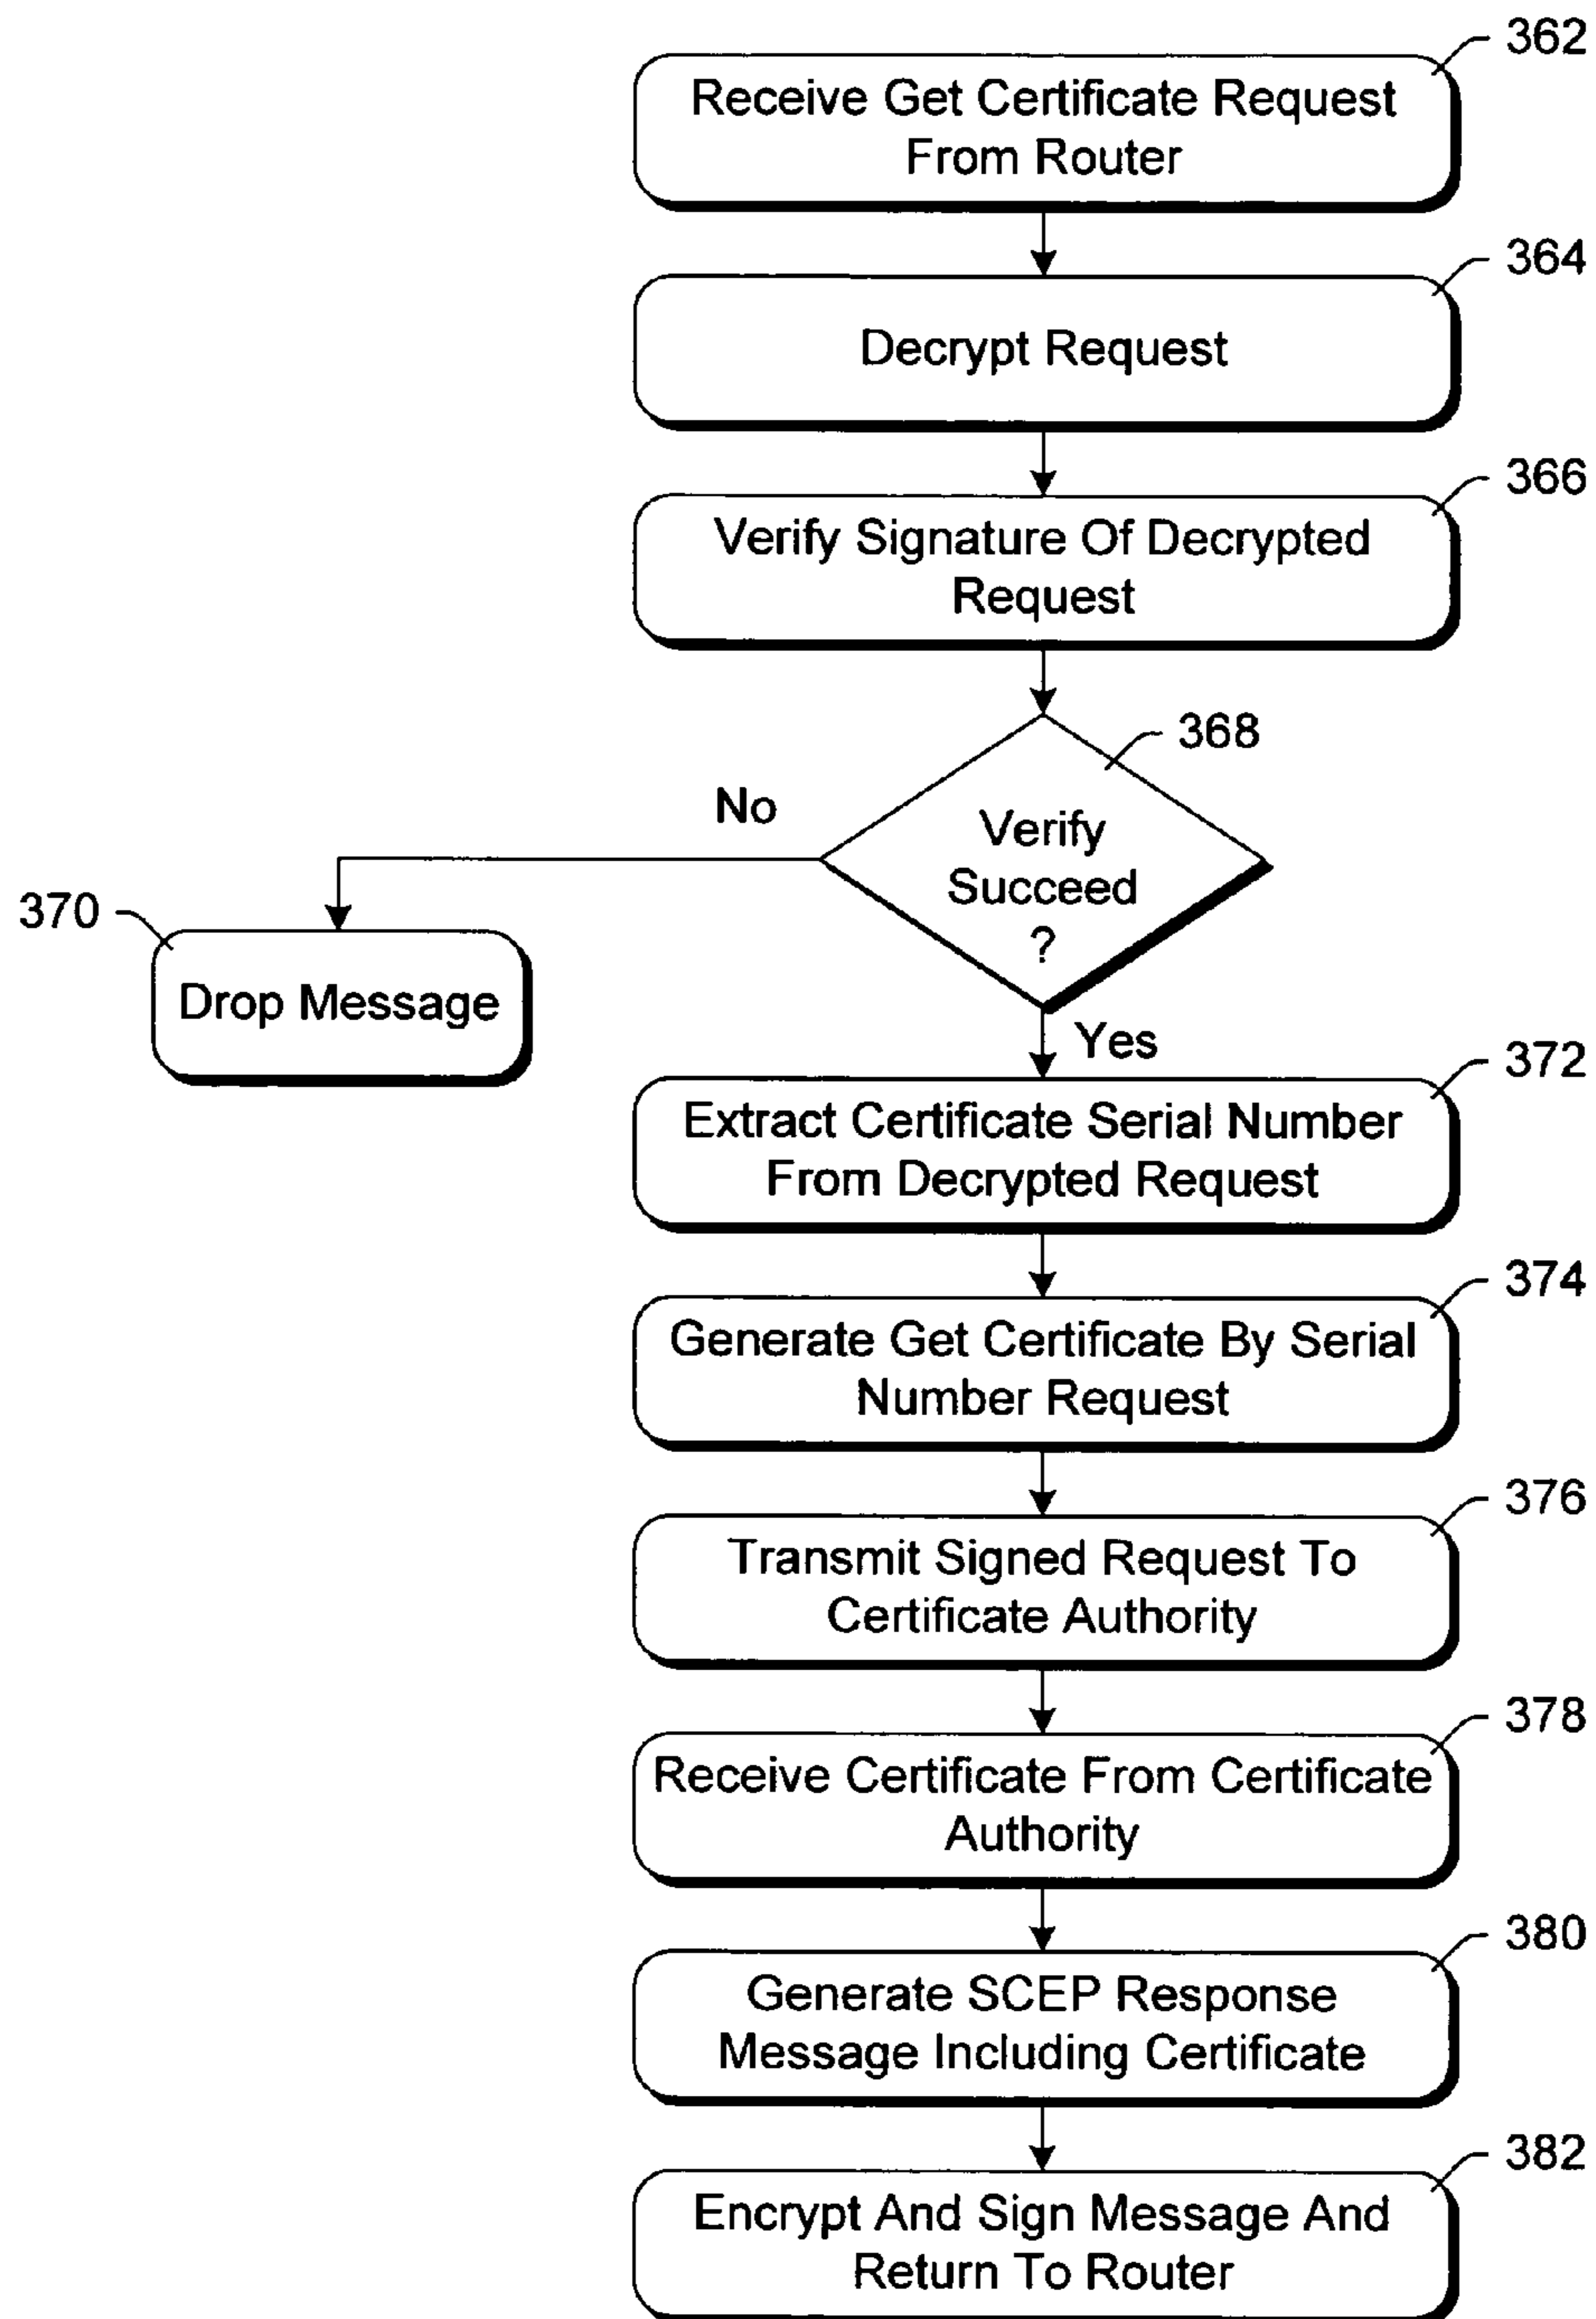 362
Receive Get Certificate Request
From Router
364
Decrypt Request
366
Verify Signature Of Decrypted
Request
368
No
Verify
Succeed
?
370
Drop Message
Yes
372
Extract Certificate Serial Number
From Decrypted Request
374
Generate Get Certificate By Serial
Number Request
376
Transmit Signed Request To
Certificate Authority
378
Receive Certificate From Certificate
Authority
380
Generate SCEP Response
Message Including Certificate
382
Encrypt And Sign Message And
Return To Router